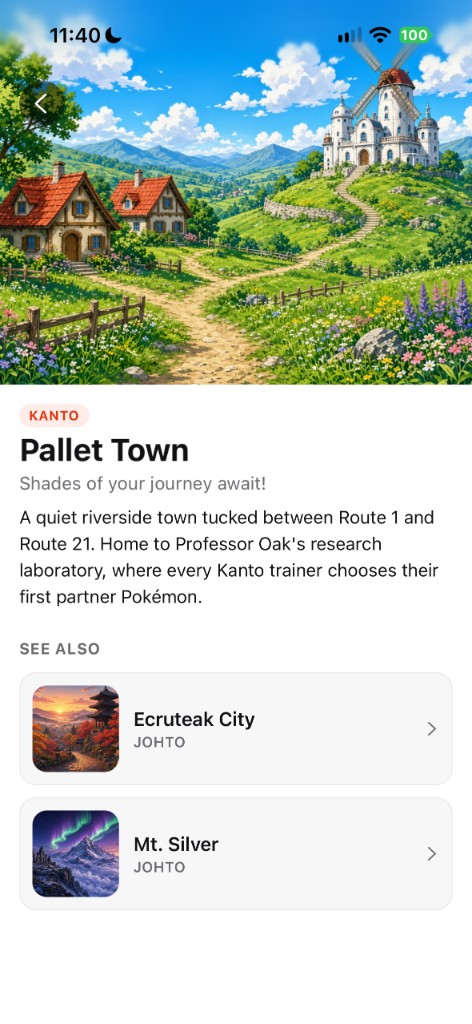 11:40
100
KANTO
Pallet Town
Shades of your journey await!
A quiet riverside town tucked between Route 1 and
Route 21. Home to Professor Oak's research
laboratory, where every Kanto trainer chooses their
first partner Pokémon.
SEE ALSO
Ecruteak City
JOHTO
Mt. Silver
JOHTO